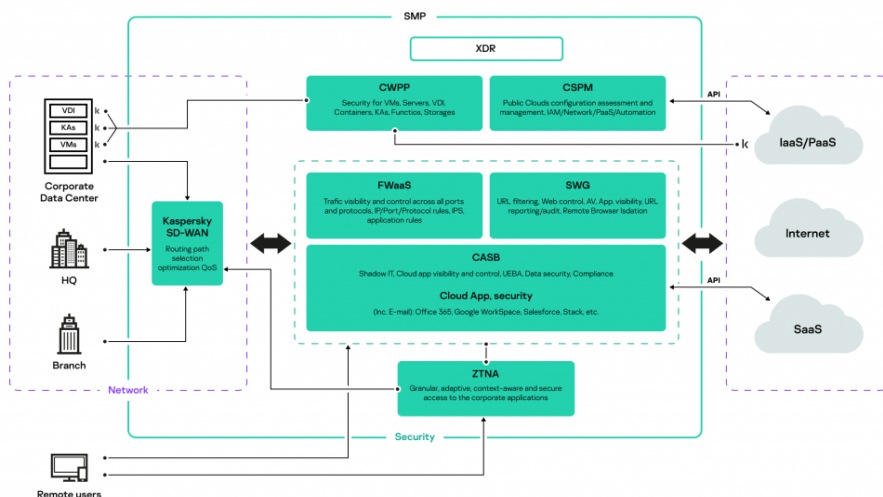 SMP
XDR
CWPP
Security for VMs, Servers, VDI,
Containers, KAs, Functios, Storages
CSPM
Public Clouds configuration assessment and
management, IAM/Network/PaaS/Automation
API
IaaS/PaaS
k
VDI
k
KAs
k
VMs
k
Corporate
Data Center
Kaspersky
SD-WAN
Routing path
selection
optimization QoS
HQ
Branch
Network
FWaaS
Traffic visibility and control across all ports
and protocols, IP/Port/Protocol rules, IPS,
application rules
SWG
URL filtering, Web control, AV, App. visibility, URL
reporting/audit, Remote Browser Isdation
CASB
Shadow IT, Cloud app visibility and control, UEBA, Data security, Compliance
Cloud App, security
(Inc. E-mail): Office 365, Google WorkSpace, Salesforce, Stack, etc.
Internet
API
SaaS
ZTNA
Granular, adaptive, context-aware and secure
access to the corporate applications
Security
Remote users